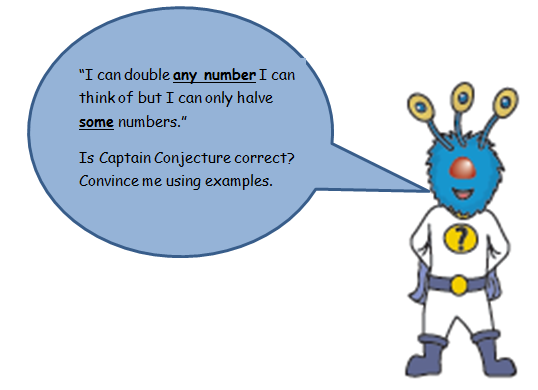 “I can double any number I can
think of but I can only halve
some numbers.”
Is Captain Conjecture correct?
Convince me using examples.
?